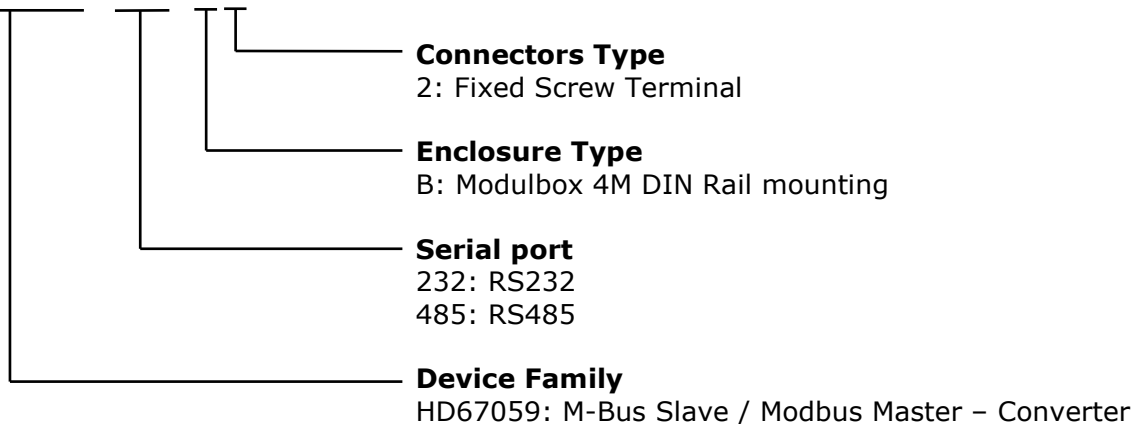 Connectors Type
2: Fixed Screw Terminal
Enclosure Type
B: Modulbox 4M DIN Rail mounting
Serial port
232: RS232
485: RS485
Device Family
HD67059: M-Bus Slave / Modbus Master – Converter